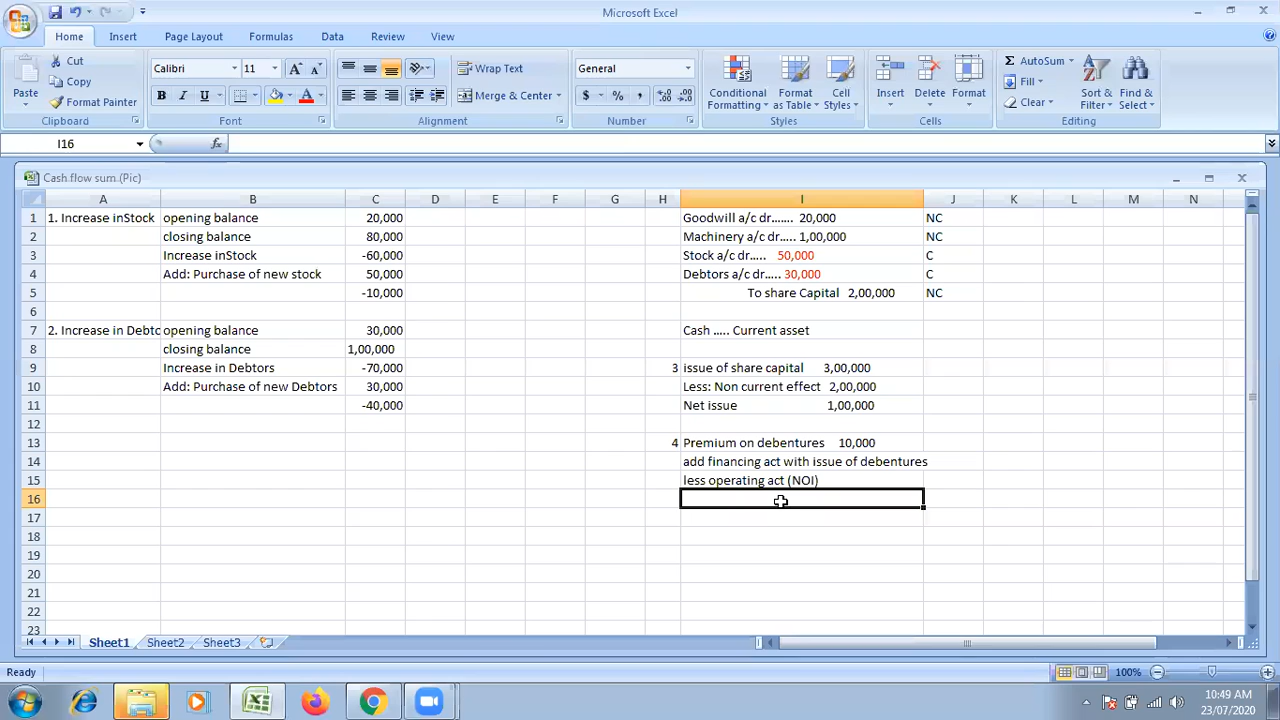 Microsoft Excel
Home Insert Page Layout Formulas Data Review View
Cut
Copy
Format Painter
Paste
Clipboard
Calibri 11
B I U
Font
Wrap Text
Merge & Center
Alignment
General
$ % ,
Number
Conditional Formatting
Format as Table
Cell Styles
Styles
Insert Delete Format
Cells
AutoSum
Fill
Clear
Sort & Filter
Find & Select
Editing
I16 fx
Cash flow sum.(Pic)
A B C D E F G H I J K L M N
1 1. Increase inStock opening balance 20,000 Goodwill a/c dr....... 20,000 NC
2 closing balance 80,000 Machinery a/c dr..... 1,00,000 NC
3 Increase inStock -60,000 Stock a/c dr..... 50,000 C
4 Add: Purchase of new stock 50,000 Debtors a/c dr..... 30,000 C
5 -10,000 To share Capital 2,00,000 NC
6
7 2. Increase in Debtc opening balance 30,000 Cash ..... Current asset
8 closing balance 1,00,000
9 Increase in Debtors -70,000 3 issue of share capital 3,00,000
10 Add: Purchase of new Debtors 30,000 Less: Non current effect 2,00,000
11 -40,000 Net issue 1,00,000
12
13 4 Premium on debentures 10,000
14 add financing act with issue of debentures
15 less operating act (NOI)
16
17
18
19
20
21
22
23
Sheet1 Sheet2 Sheet3
Ready 100%
10:49 AM
23/07/2020